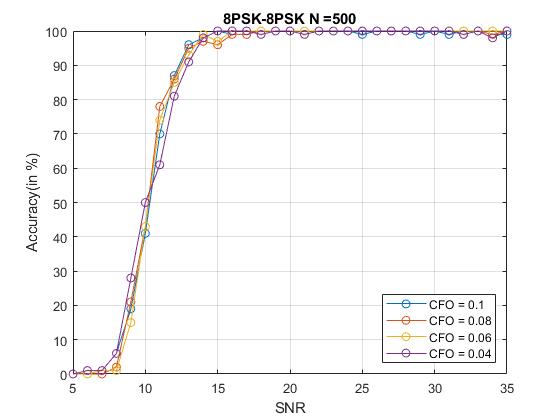 8PSK-8PSK N =500
Accuracy(in %)
100
90
80
70
60
50
40
30
20
10
0
5
10
15
20
25
30
35
SNR
CFO = 0.1
CFO = 0.08
CFO = 0.06
CFO = 0.04